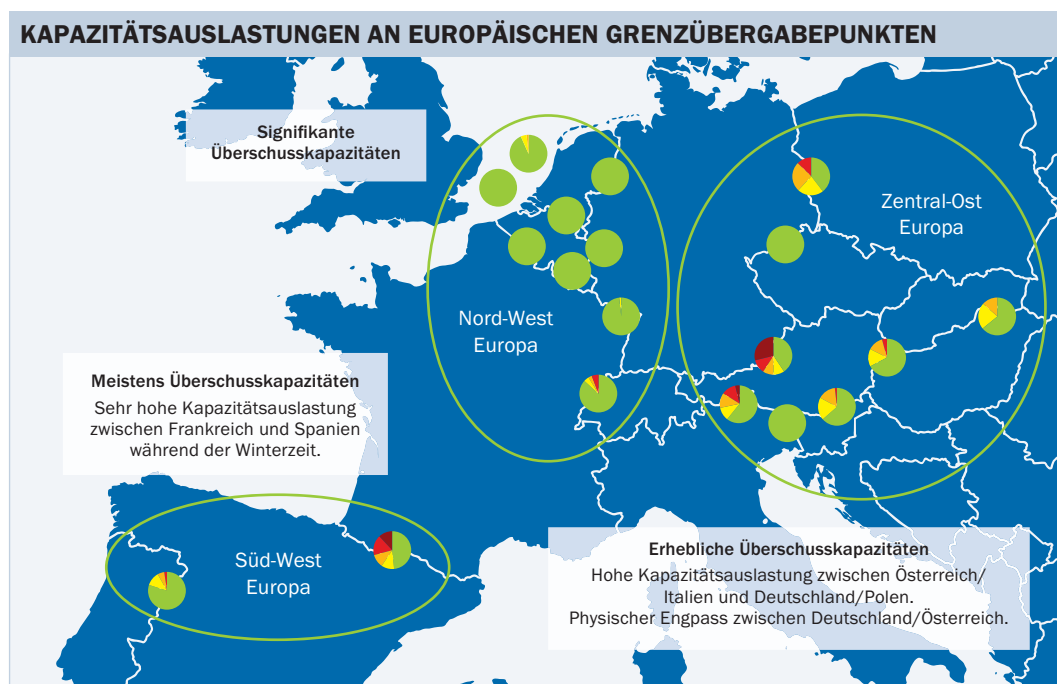 KAPAZITÄTSAUSLASTUNGEN AN EUROPÄISCHEN GRENZÜBERGABEPUNKTEN
Signifikante
Überschusskapazitäten
Zentral-Ost
Europa
Nord-West
Europa
Meistens Überschusskapazitäten
Sehr hohe Kapazitätsauslastung
zwischen Frankreich und Spanien
während der Winterzeit.
Süd-West
Europa
Erhebliche Überschusskapazitäten
Hohe Kapazitätsauslastung zwischen Österreich/
Italien und Deutschland/Polen.
Physischer Engpass zwischen Deutschland/Österreich.